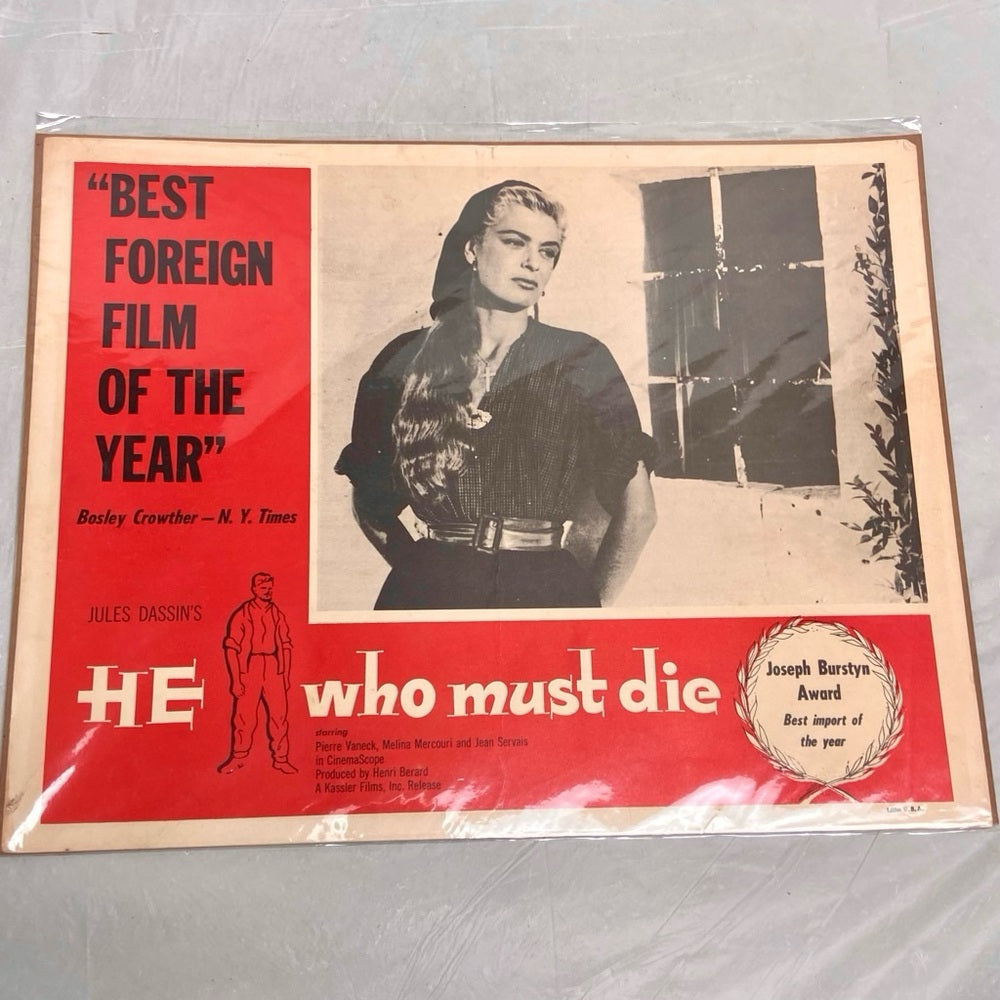 “BEST
FOREIGN
FILM
OF THE
YEAR”
Bosley Crowther — N. Y. Times
JULES DASSIN'S
HE who must die
starring
Pierre Vaneck, Melina Mercouri and Jean Servais
in CinemaScope
Produced by Henri Berard
A Kassler Films, Inc. Release
Joseph Burstyn
Award
Best import of
the year
U.S.A.